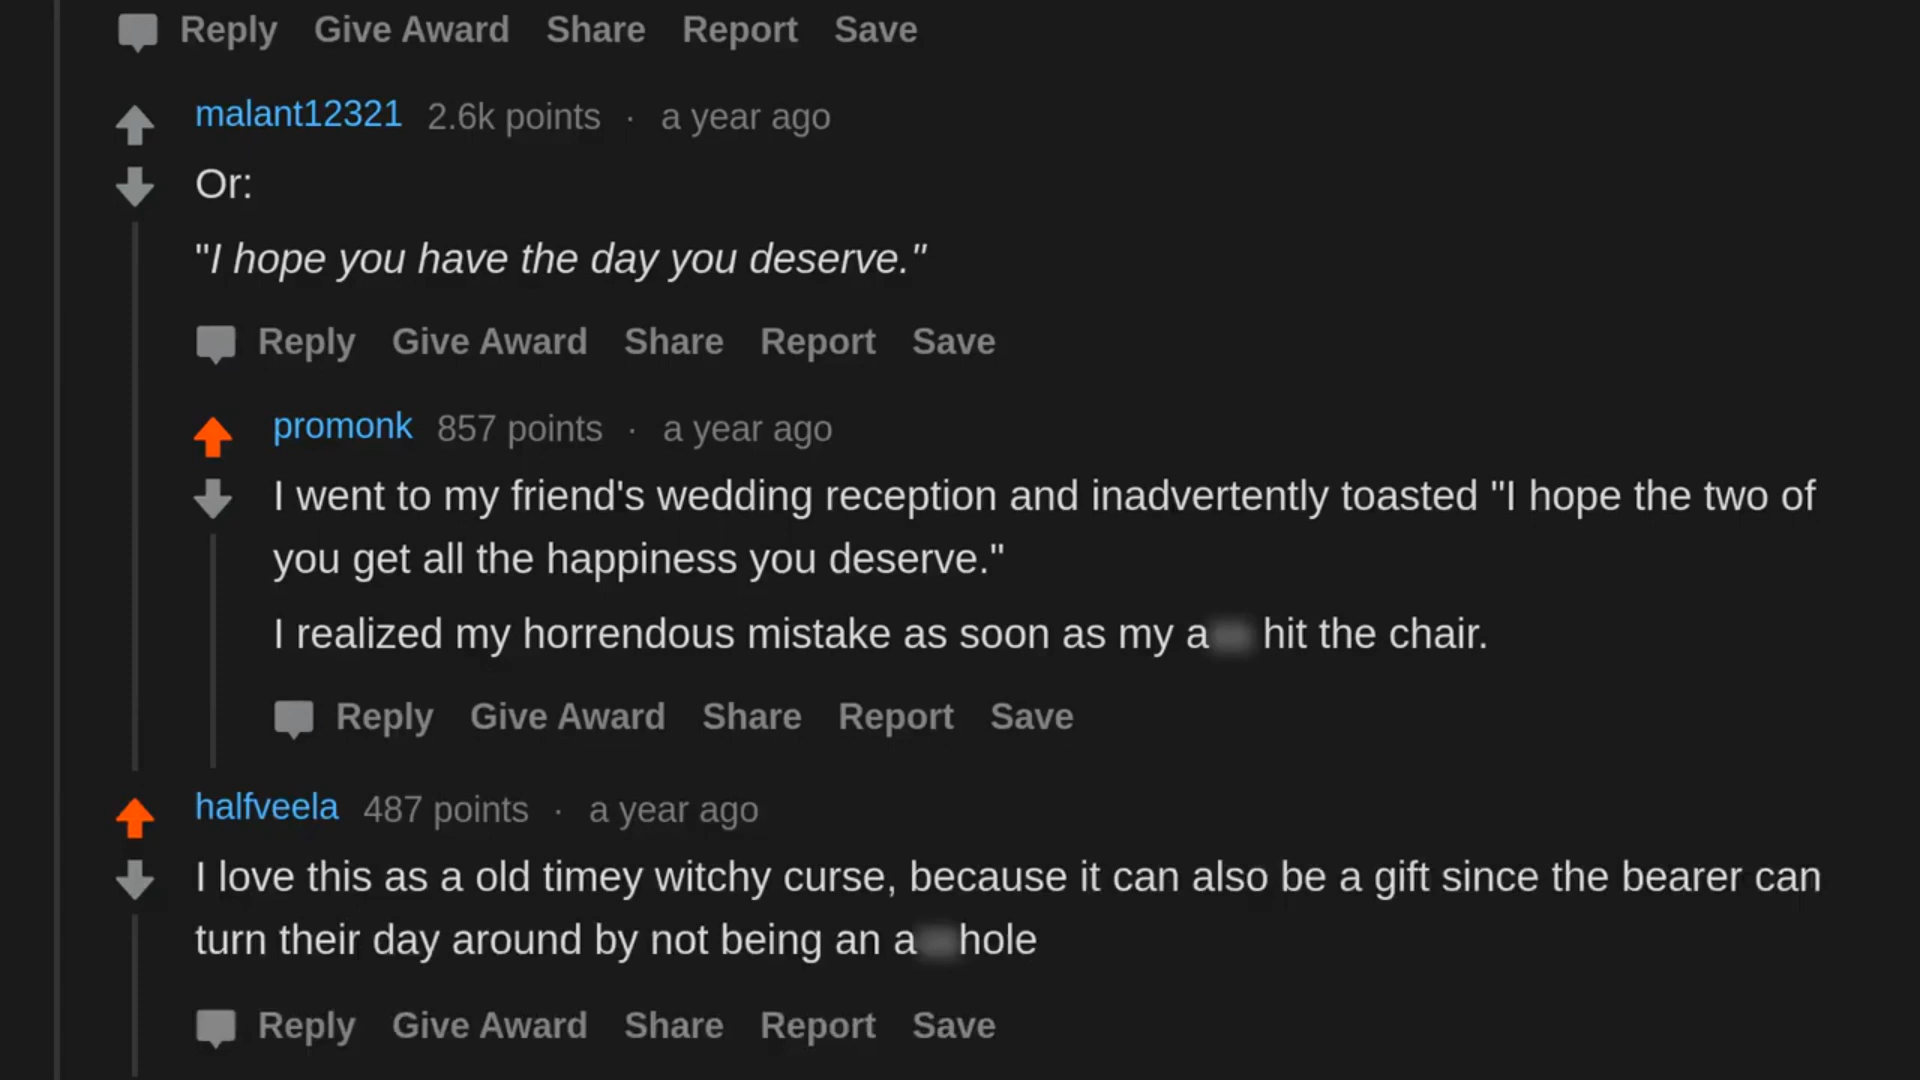 Reply Give Award Share Report Save
malant12321 2.6k points · a year ago
Or:
"I hope you have the day you deserve."
Reply Give Award Share Report Save
promonk 857 points · a year ago
I went to my friend's wedding reception and inadvertently toasted "I hope the two of
you get all the happiness you deserve."
I realized my horrendous mistake as soon as my a hit the chair.
Reply Give Award Share Report Save
halfveela 487 points · a year ago
I love this as a old timey witchy curse, because it can also be a gift since the bearer can
turn their day around by not being an a hole
Reply Give Award Share Report Save